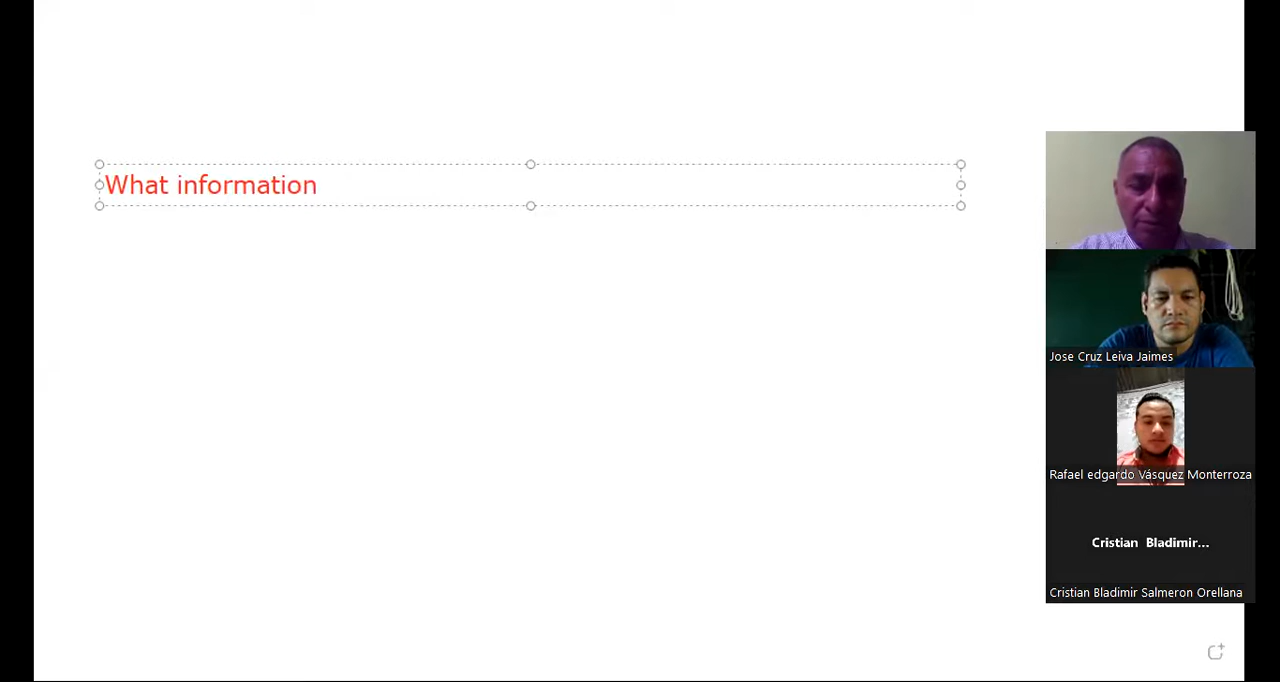 What information
Jose Cruz Leiva Jaimes
Rafael edgardo Vásquez Monterroza
Cristian Bladimir...
Cristian Bladimir Salmeron Orellana